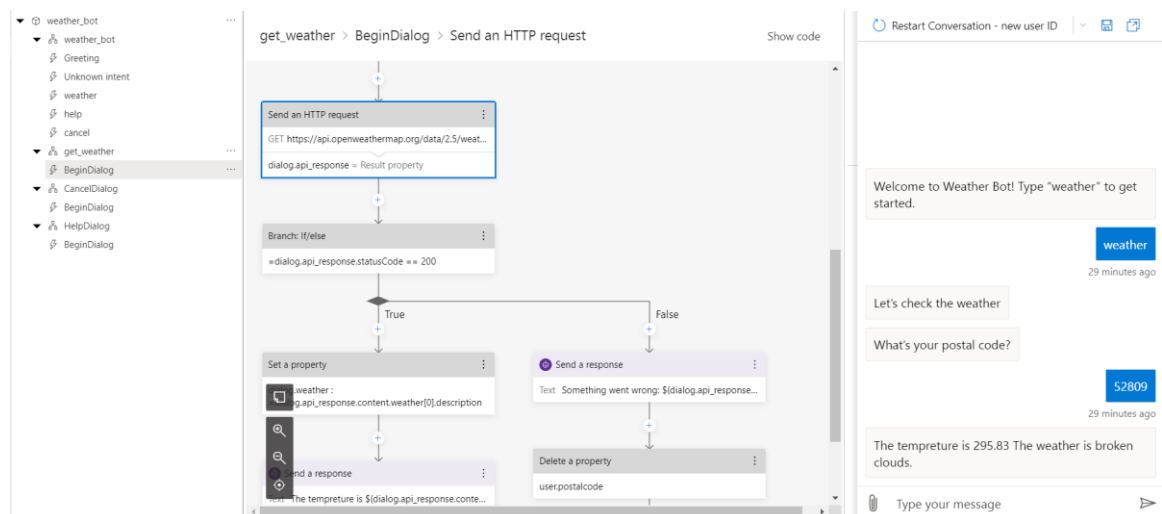 weather_bot
weather_bot
Greeting
Unknown intent
weather
help
cancel
get_weather
BeginDialog
CancelDialog
BeginDialog
HelpDialog
BeginDialog
get_weather > BeginDialog > Send an HTTP request
Show code
Send an HTTP request
GET https://api.openweathermap.org/data/2.5/weat...
dialog.api_response = Result property
Branch: If/else
=dialog.api_response.statusCode == 200
True
False
Set a property
.weather :
api_response.content.weather[0].description
Send a response
Text Something went wrong: ${dialog.api_response...
Send a response
The tempreture is ${dialog.api_response.conte...
Delete a property
user.postalcode
Restart Conversation - new user ID
Welcome to Weather Bot! Type "weather" to get
started.
weather
29 minutes ago
Let's check the weather
What's your postal code?
52809
29 minutes ago
The tempreture is 295.83 The weather is broken
clouds.
Type your message